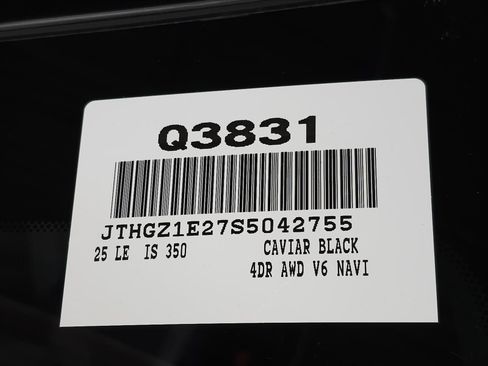 Q3831
JTHGZ1E27S5042755
25 LE IS 350 CAVIAR BLACK
4DR AWD V6 NAVI